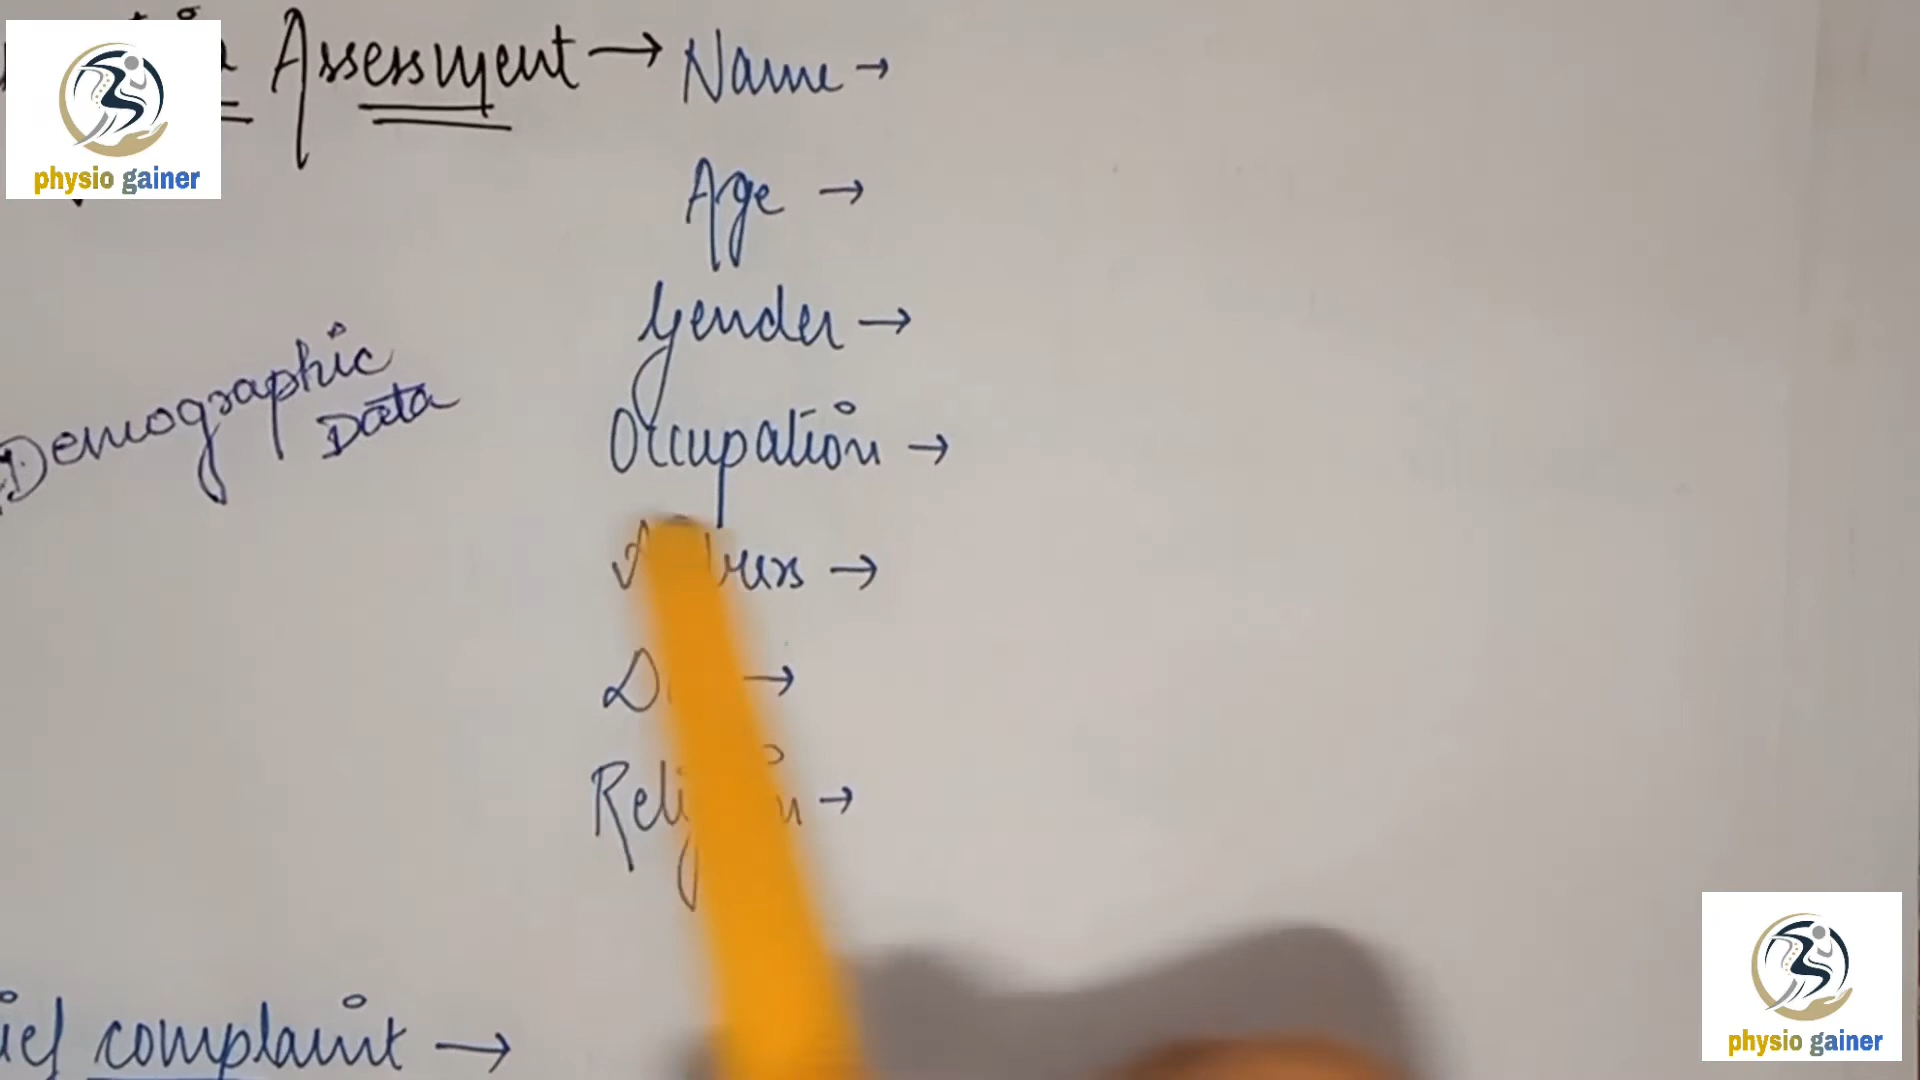 Assessment → Name →
physio gainer
Age →
Gender →
Demographic
Data
Occupation →
→
→
→
complaint →
physio gainer